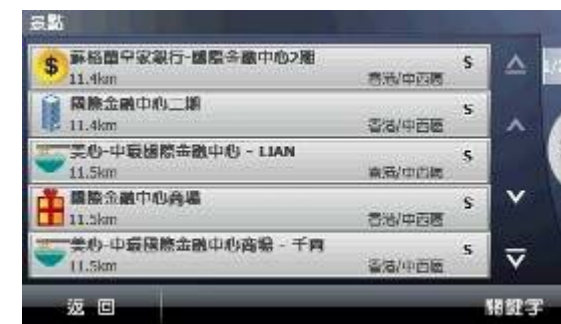 景點
蘇格蘭皇家銀行-國際金融中心2期
S
11.4km
香港/中西區
1/2
國際金融中心二期
S
11.4km
香港/中西區
美心-中環國際金融中心 - LIAN
S
11.5km
香港/中西區
國際金融中心商場
S
11.5km
香港/中西區
美心-中環國際金融中心商場 - 千両
S
11.5km
香港/中西區
返回
關鍵字